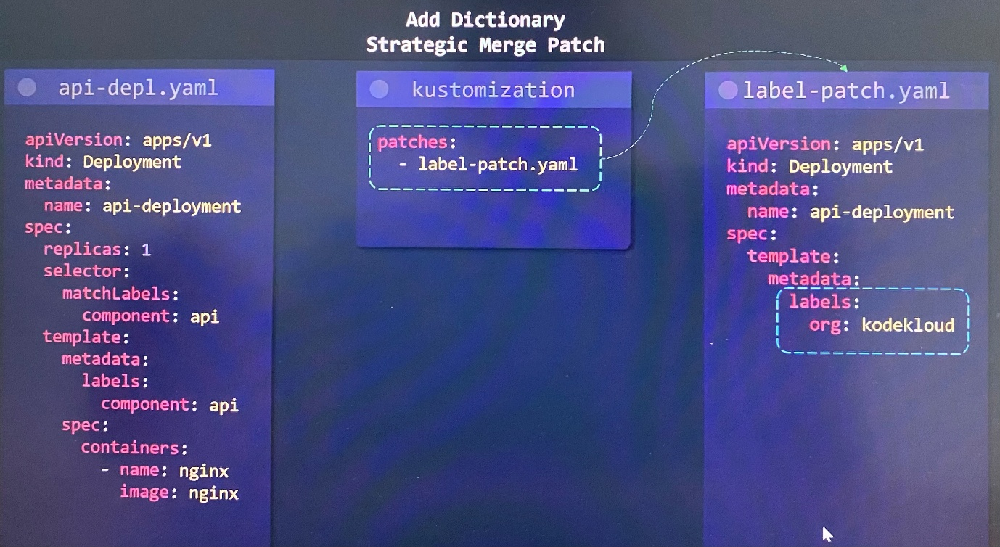 Add Dictionary
Strategic Merge Patch
api-depl.yaml
apiVersion: apps/v1
kind: Deployment
metadata:
  name: api-deployment
spec:
  replicas: 1
  selector:
    matchLabels:
      component: api
  template:
    metadata:
      labels:
        component: api
    spec:
      containers:
        - name: nginx
          image: nginx
kustomization
patches:
  - label-patch.yaml
label-patch.yaml
apiVersion: apps/v1
kind: Deployment
metadata:
  name: api-deployment
spec:
  template:
    metadata:
      labels:
        org: kodekloud